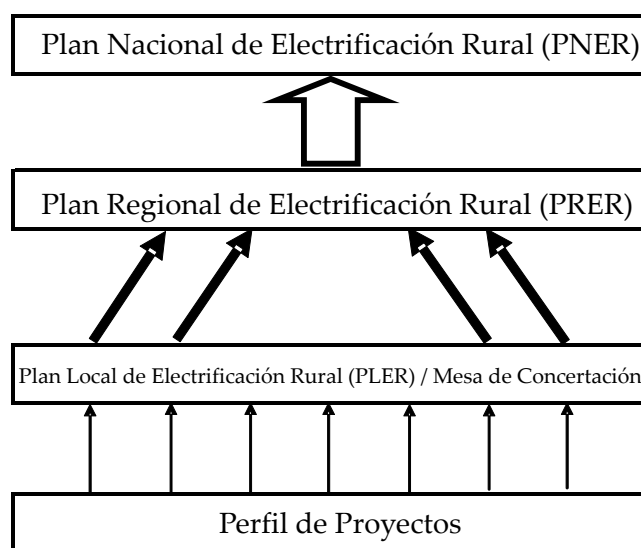 Plan Nacional de Electrificación Rural (PNER)
Plan Regional de Electrificación Rural (PRER)
Plan Local de Electrificación Rural (PLER) / Mesa de Concertación
Perfil de Proyectos